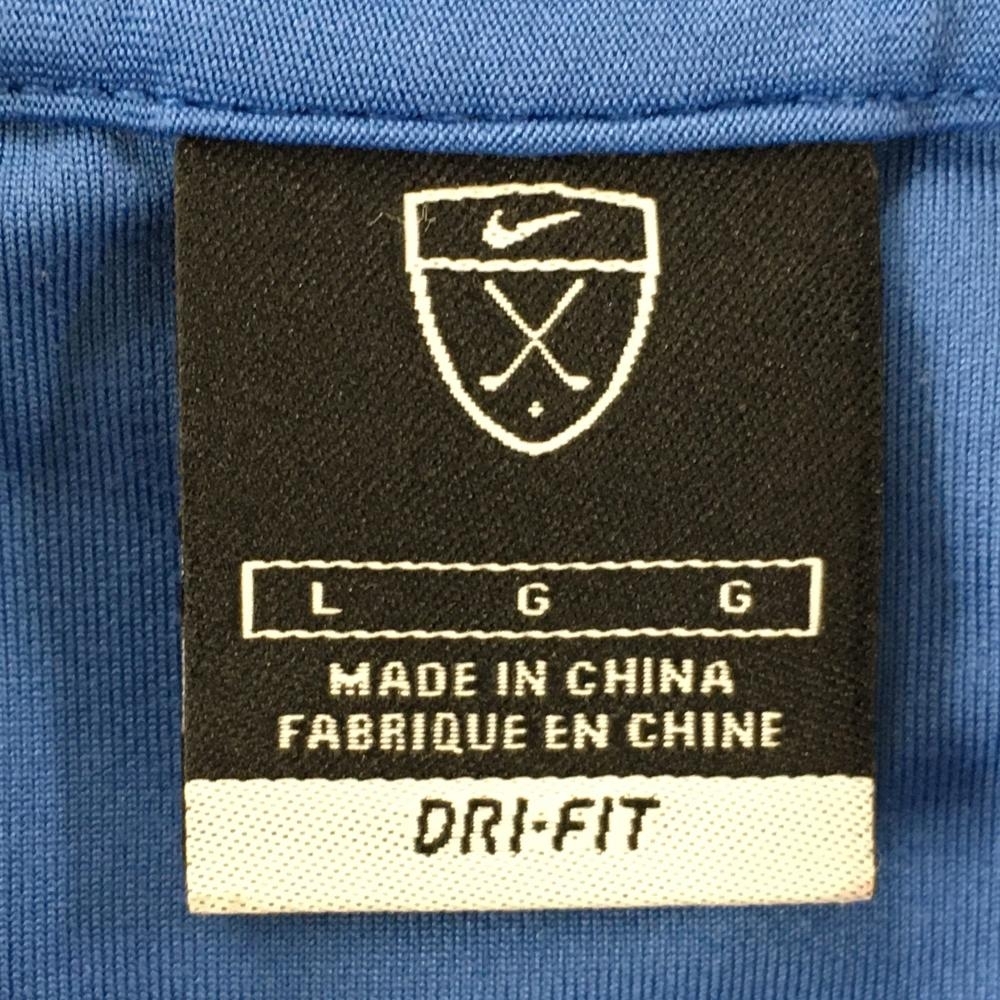 L G G
MADE IN CHINA
FABRIQUE EN CHINE
DRI-FIT